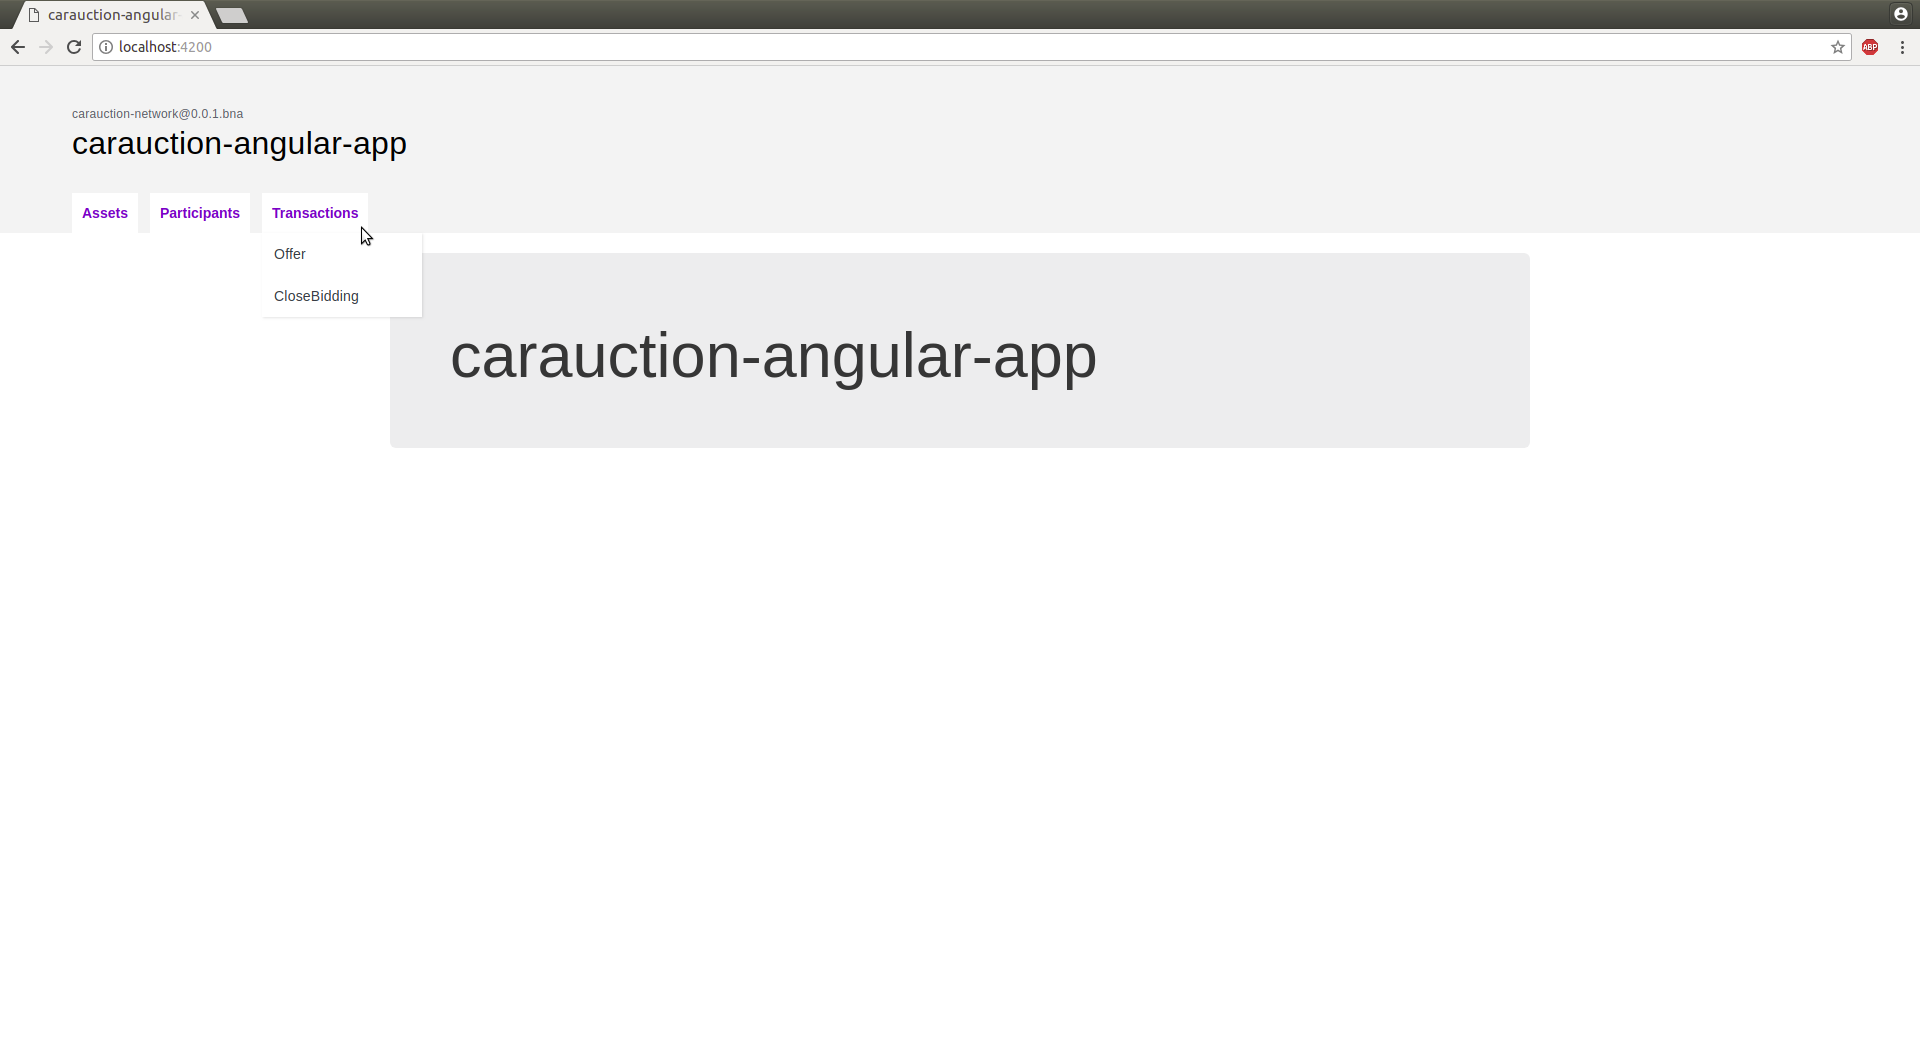 carauction-angular-
localhost:4200
ABP
carauction-network@0.0.1.bna
carauction-angular-app
Assets Participants Transactions
Offer
CloseBidding
carauction-angular-app